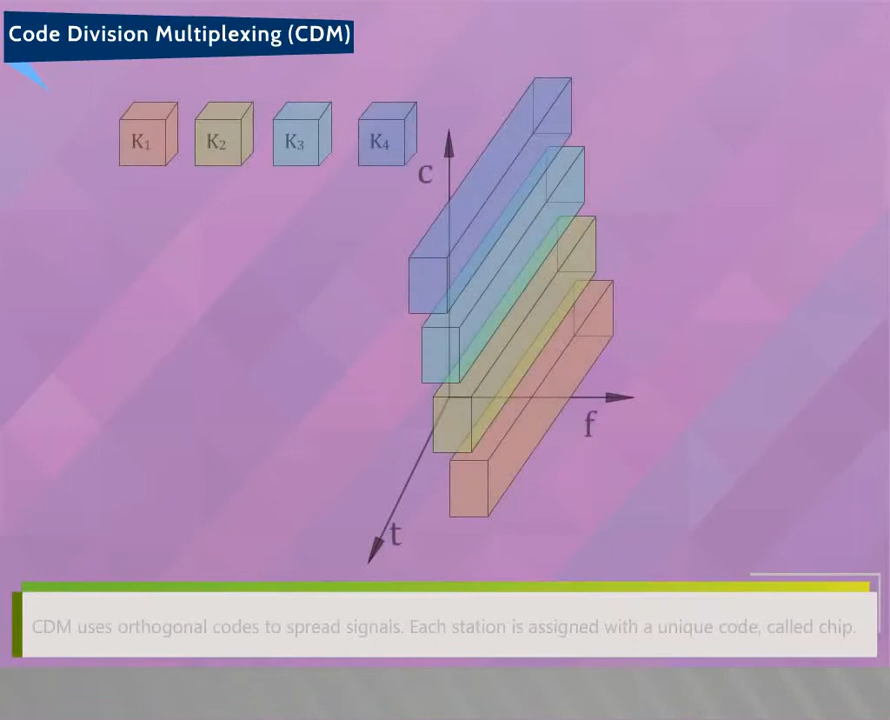 Code Division Multiplexing (CDM)
K₁ K₂ K₃ K₄
c
f
t
CDM uses orthogonal codes to spread signals. Each station is assigned with a unique code, called chip.